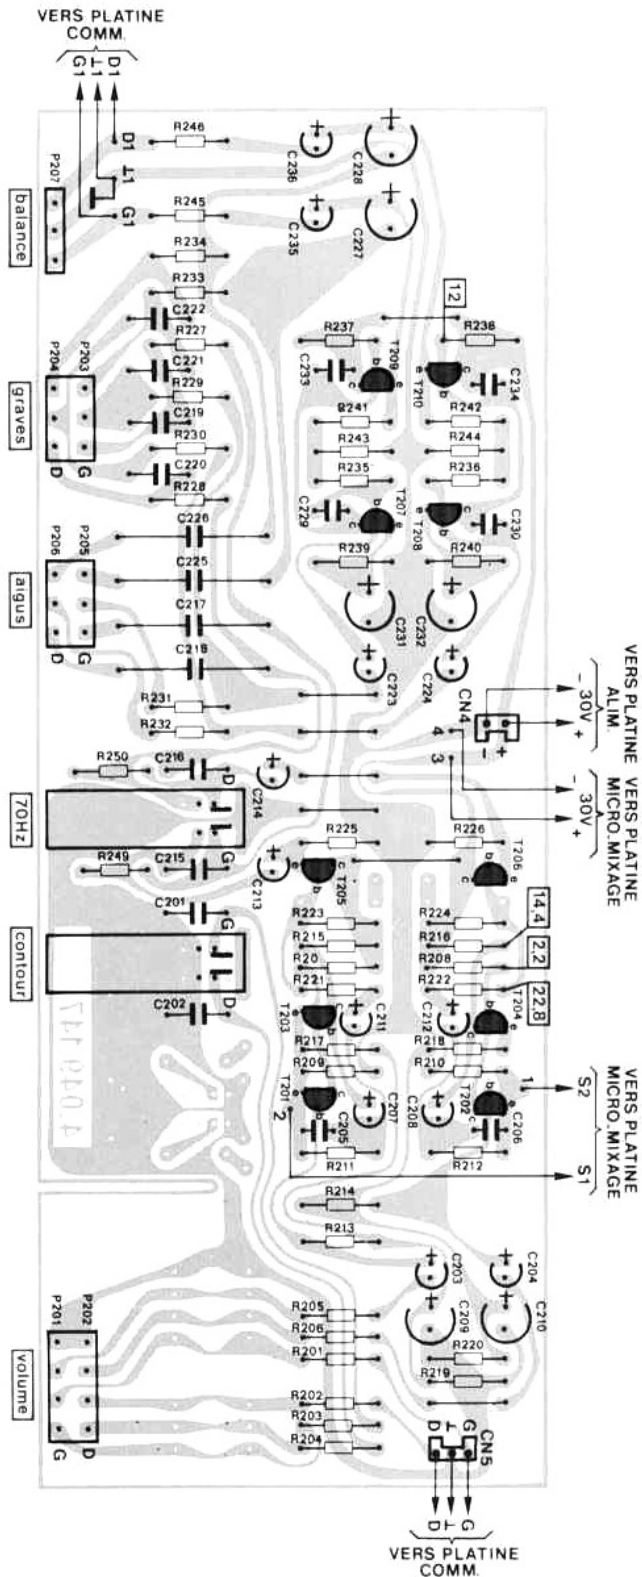 VERS PLATINE
COMM.
G1
⊥1
D1
D1
⊥1
G1
P207
balance
R246
C236
C228
R245
C235
C227
R234
R233
C222
R227
C221
R229
C219
R230
C220
R228
P204
P203
graves
D
G
12
R237
R238
C233
T209
b
c
e
T210
c
b
e
C234
R241
R242
R243
R244
R235
R236
C229
T207
b
c
e
T208
c
b
e
C230
R239
R240
C231
C232
C223
C224
C226
C225
C217
C218
P206
P205
aigus
D
G
R231
R232
CN4
-
+
VERS PLATINE
ALIM.
- 30V +
4
3
VERS PLATINE
MICRO.MIXAGE
- 30V +
R250
C216
D
C214
70Hz
G
R249
C215
C213
C201
R225
R226
T205
e
b
c
T206
c
b
e
R223
R224
14,4
R215
R216
R20
R208
2,2
R221
R222
22,8
contour
G
D
C202
T203
e
b
c
C211
C212
T204
c
b
e
R217
R218
R209
R210
T201
e
b
c
2
C205
C207
C208
T202
c
b
e
C206
1
S2
S1
VERS PLATINE
MICRO.MIXAGE
R211
R212
4.049.147
R214
R213
C203
C204
C209
C210
R205
R206
R201
R220
R219
R202
R203
R204
P201
P202
volume
G
D
CN5
D
T
G
D
T
G
VERS PLATINE
COMM.